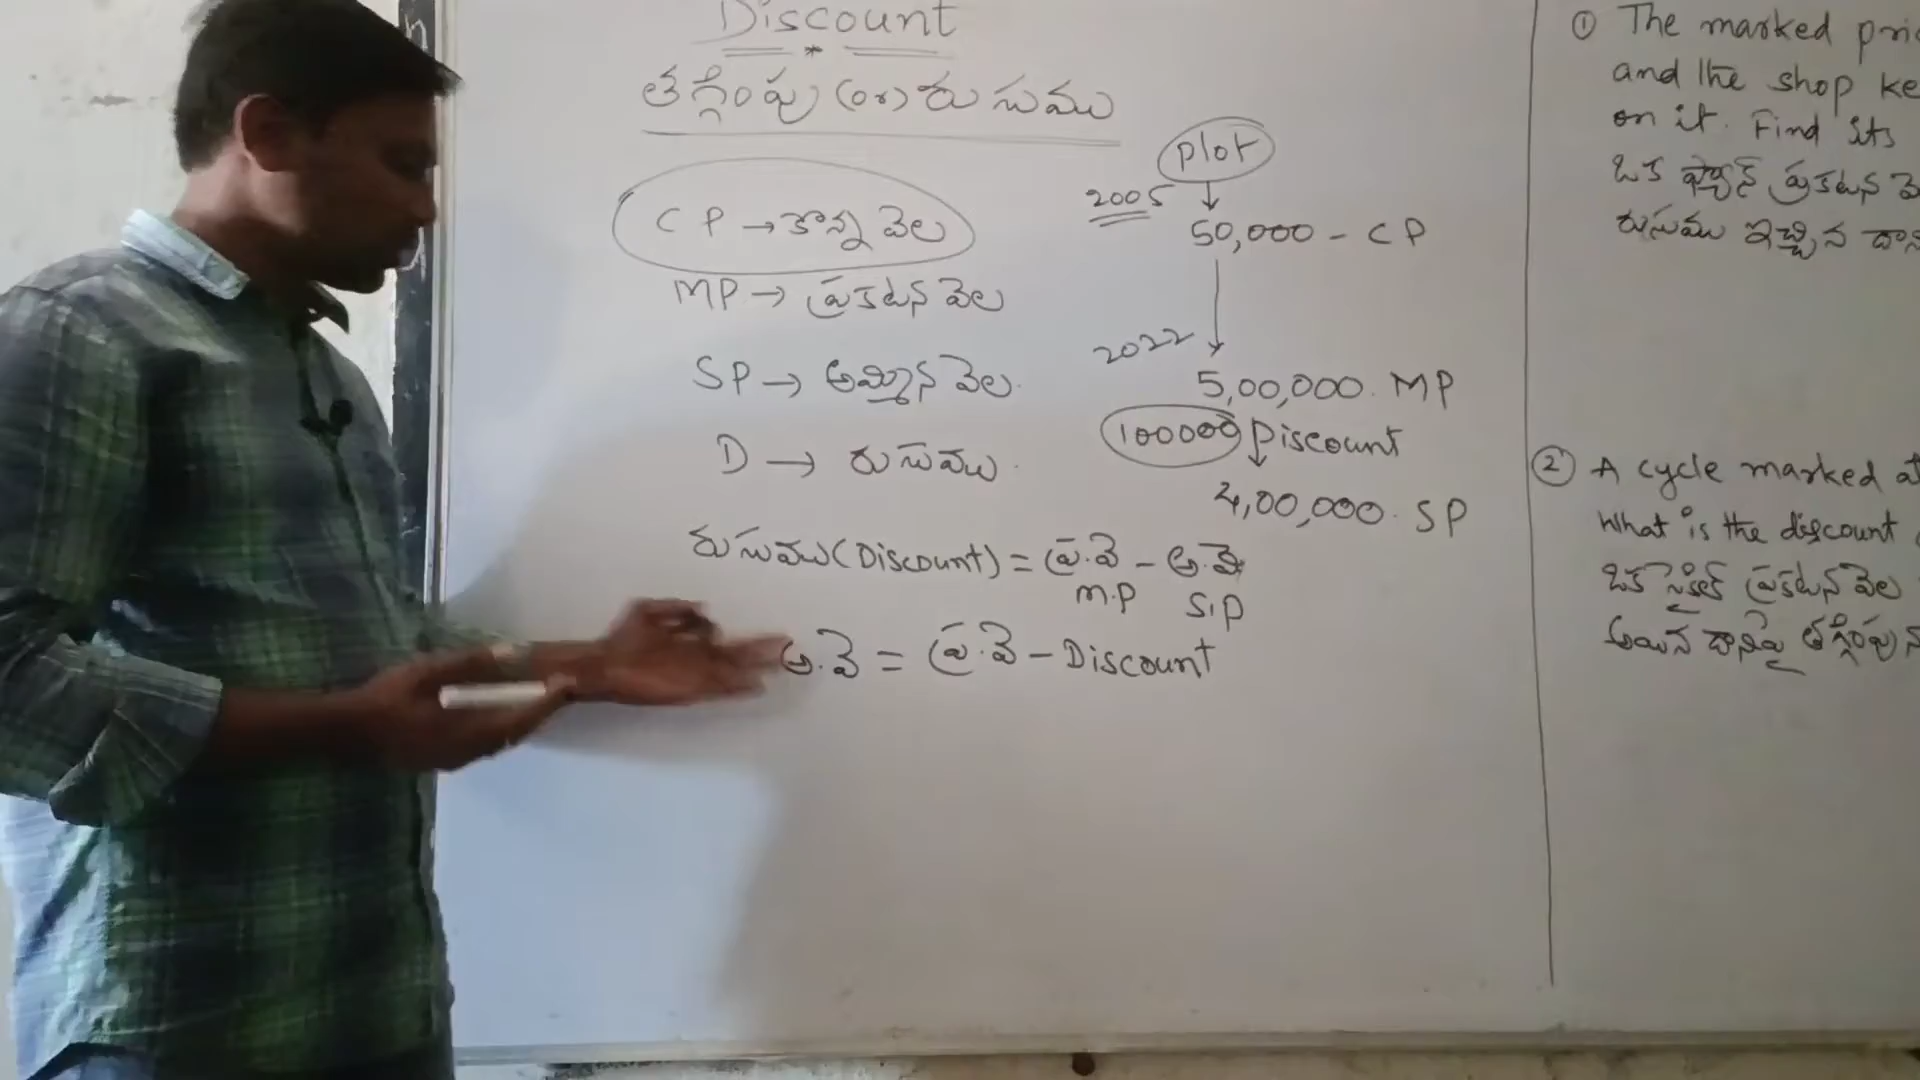 Discount
తగ్గింపు (or) రుసుము
CP → కొన్న వెల
MP → ప్రకటన వెల
SP → అమ్మిన వెల.
D → రుసుము.
రుసుము (Discount) = ప్ర.వె - అ.వె
M.P S.P
అ.వె = ప్ర.వె - Discount
plot
2005
50,000 - CP
2022
5,00,000. MP
100000 Discount
4,00,000. SP
① The marked
and the shop
on it. Find its
ఒక ఫ్యాన్ ప్రకటన
రుసుము ఇచ్చిన
② A cycle marked
What is the discount
ఒక సైకిల్ ప్రకటన వెల
అయిన దానిపై తగ్గింపు